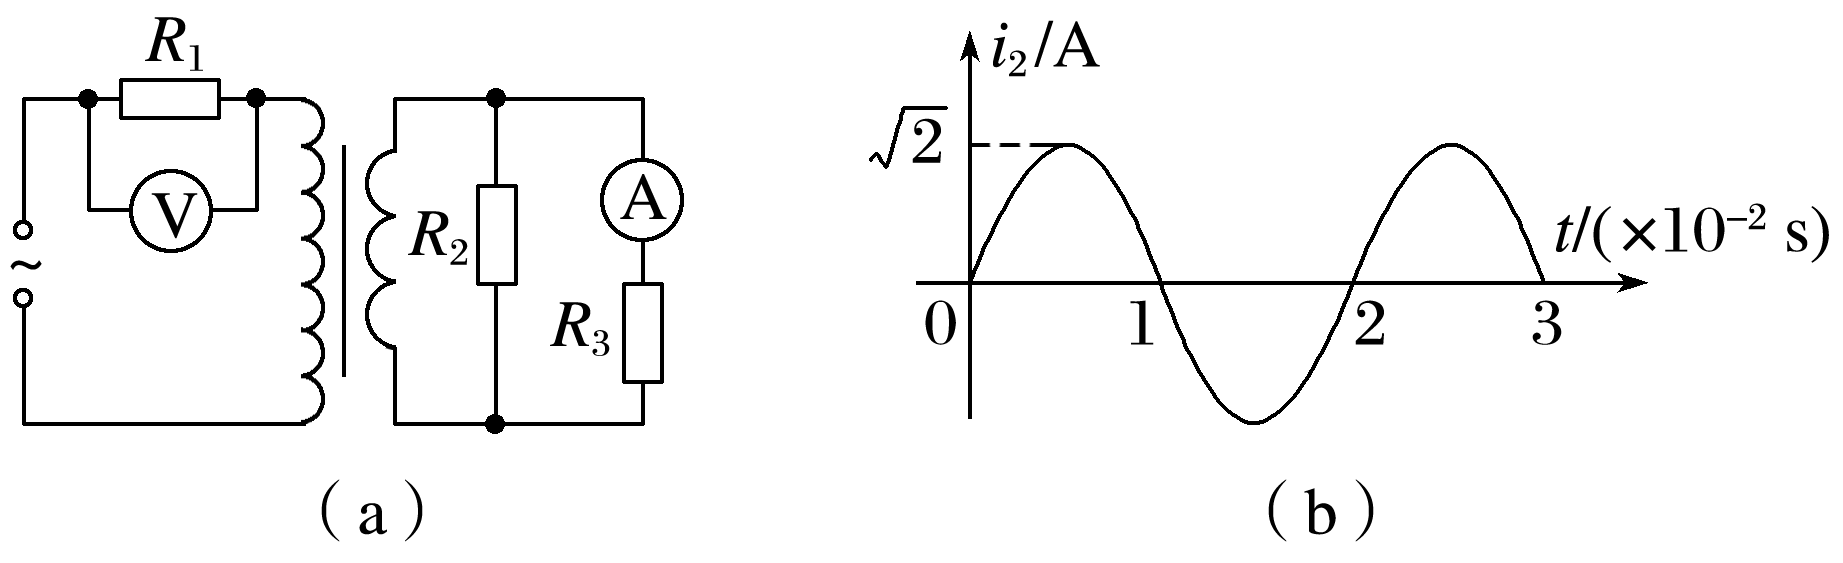 R₁
V
~
R₂
A
R₃
(a)
i₂/A
√2
t/(×10⁻² s)
0 1 2 3
(b)